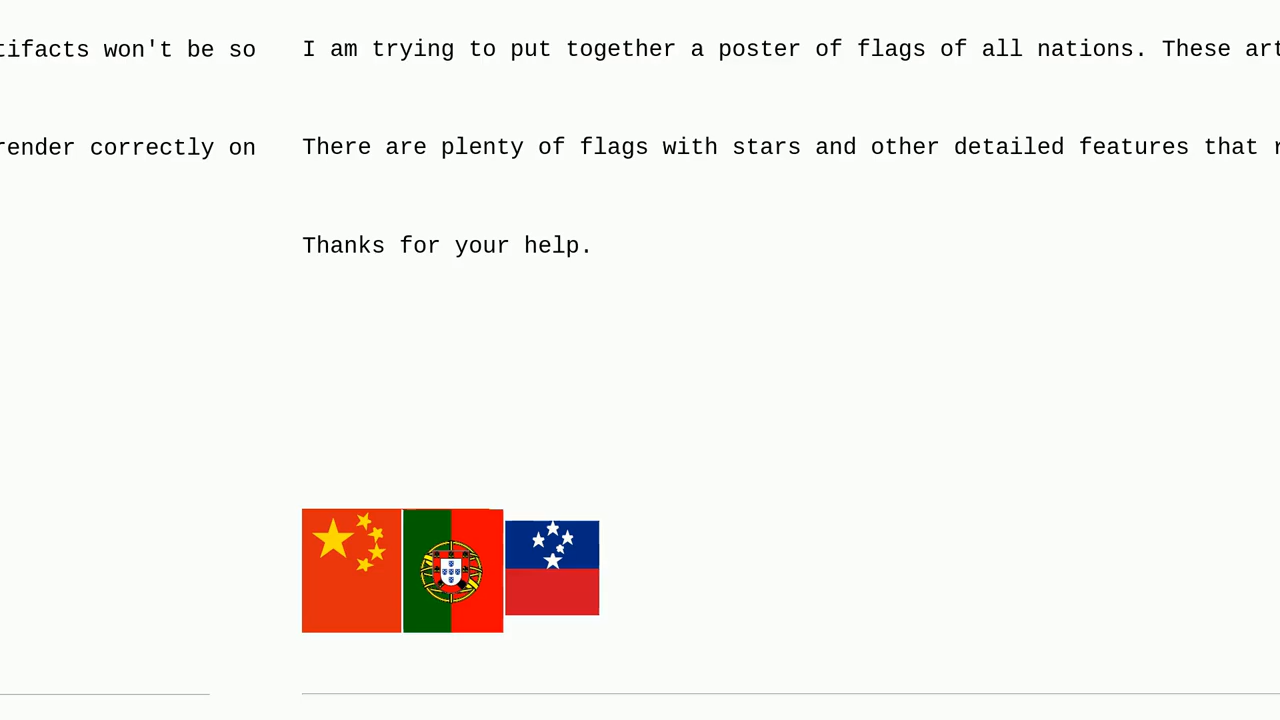 tifacts won't be so
I am trying to put together a poster of flags of all nations. These art
render correctly on
There are plenty of flags with stars and other detailed features that r
Thanks for your help.